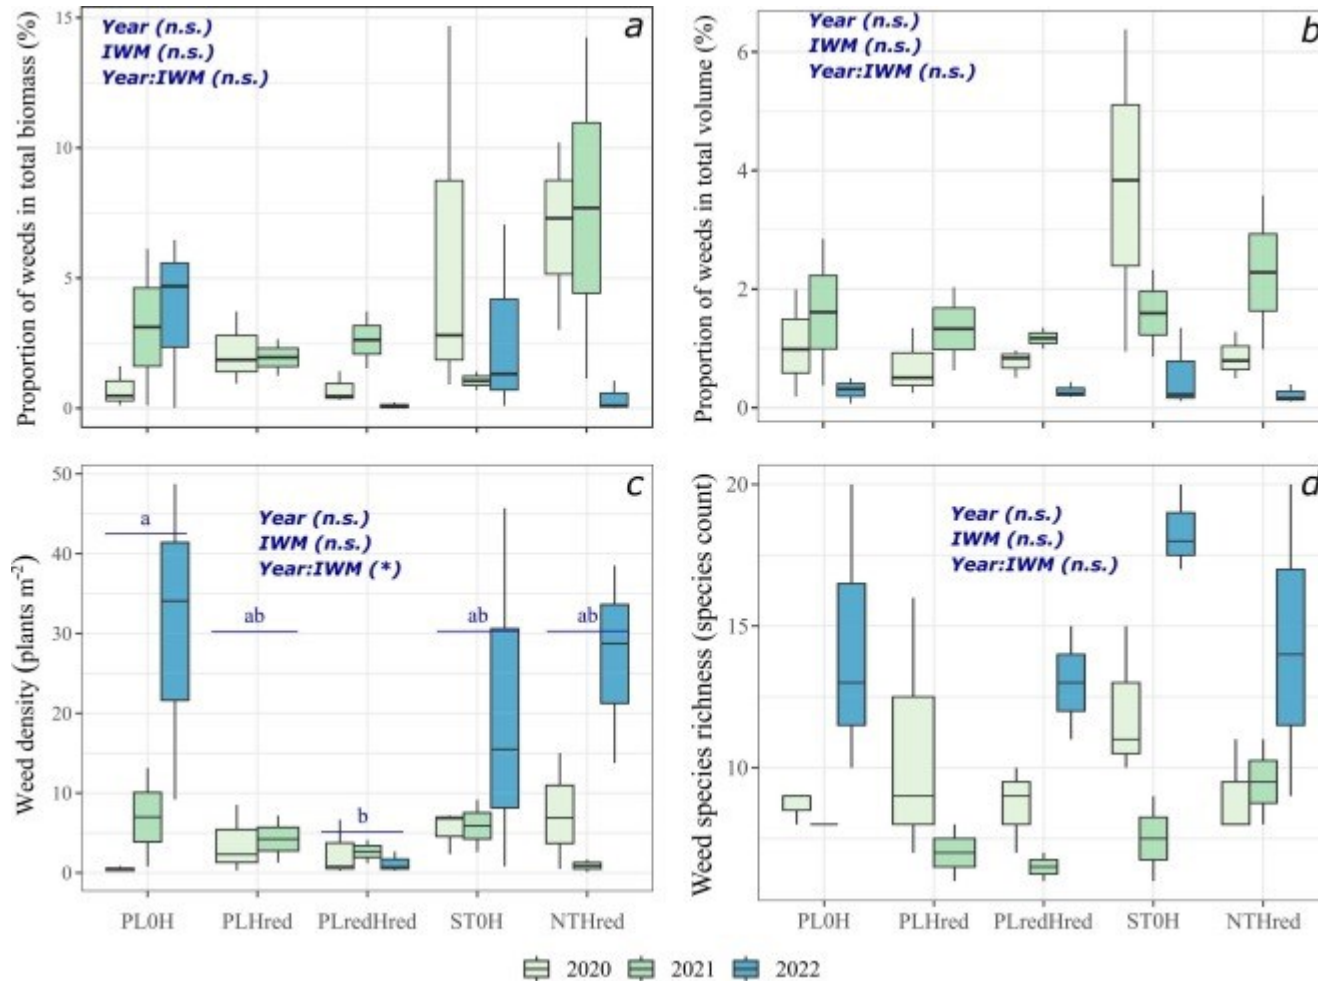 Proportion of weeds in total biomass (%)
15
10
5
0
Year (n.s.)
IWM (n.s.)
Year:IWM (n.s.)
a
Proportion of weeds in total volume (%)
6
4
2
0
Year (n.s.)
IWM (n.s.)
Year:IWM (n.s.)
b
Weed density (plants m⁻²)
50
40
30
20
10
0
a
ab
b
ab
ab
Year (n.s.)
IWM (n.s.)
Year:IWM (*)
c
PL0H PLHred PLredHred ST0H NTHred
Weed species richness (species count)
20
15
10
Year (n.s.)
IWM (n.s.)
Year:IWM (n.s.)
d
PL0H PLHred PLredHred ST0H NTHred
2020 2021 2022